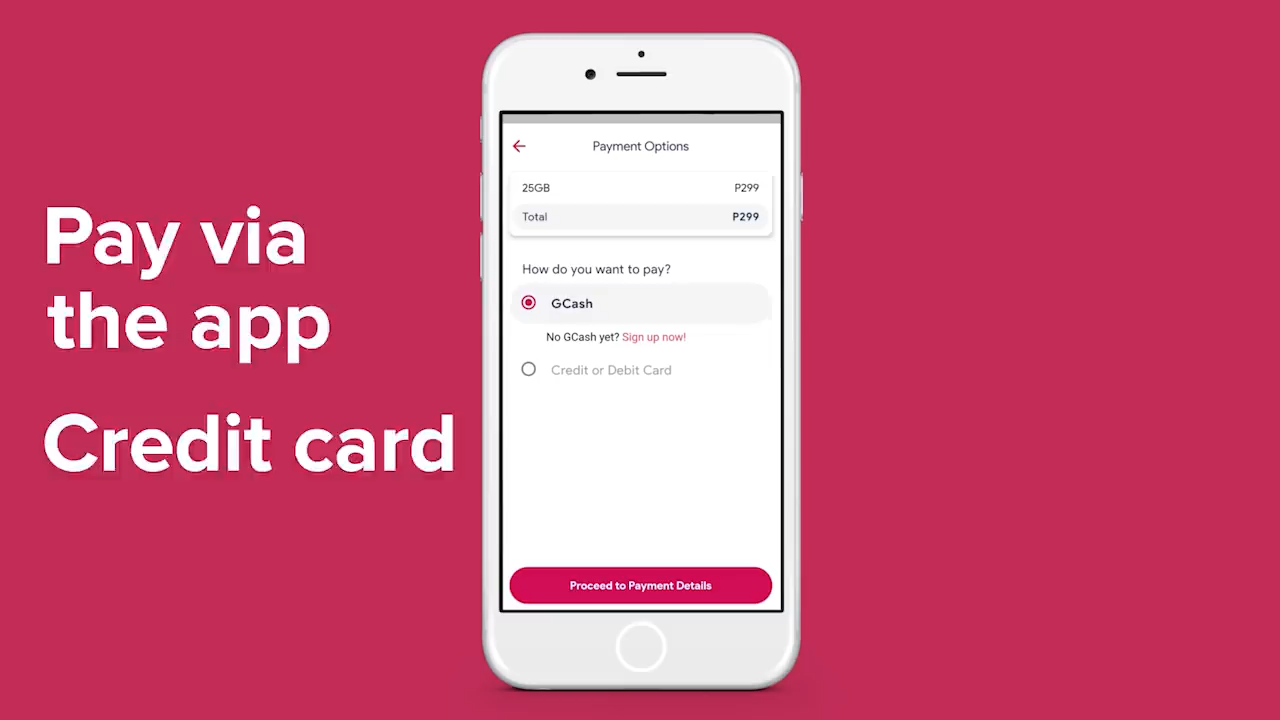 Pay via
the app
Credit card
Payment Options
25GB P299
Total P299
How do you want to pay?
GCash
No GCash yet? Sign up now!
Credit or Debit Card
Proceed to Payment Details